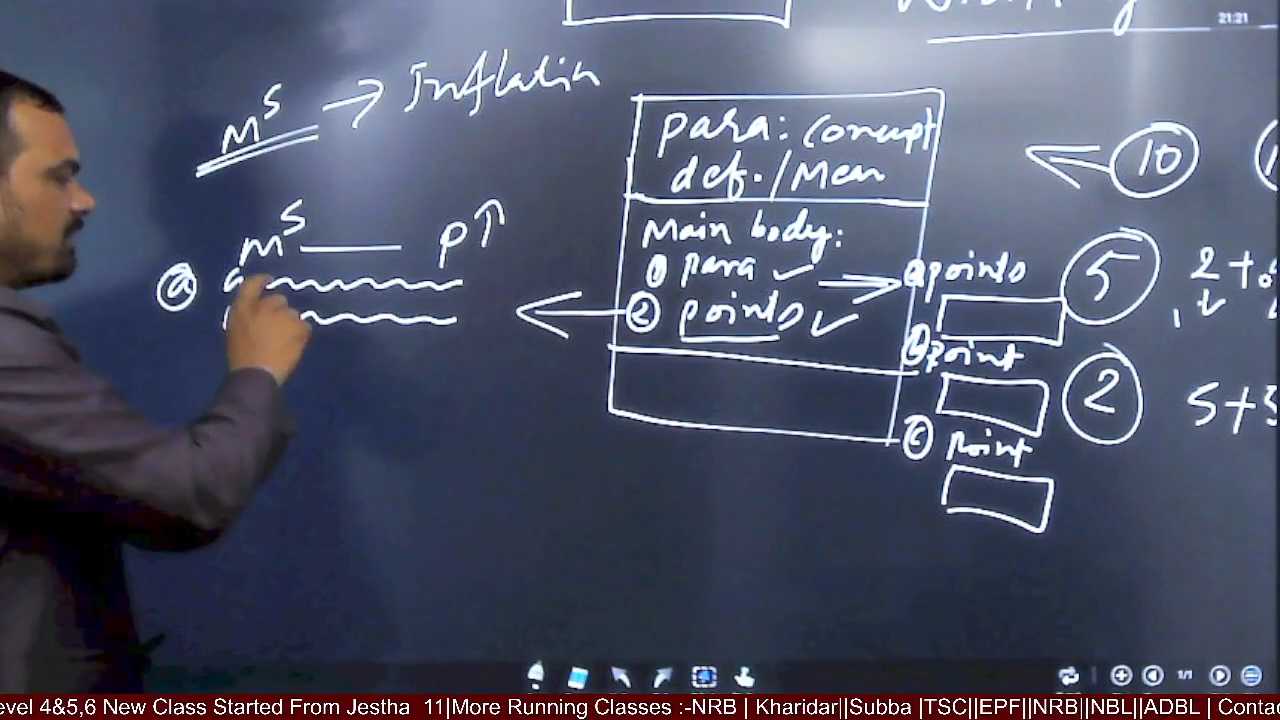 21:21
Mˢ → Inflatin
para: Concept
def. / Mean
10
Mˢ —— P↑
ⓐ
Main body:
① para ✓
② points ✓
ⓐ points
5
2+
ⓑ point
2
5+5
ⓒ point
1/1
evel 4&5,6 New Class Started From Jestha 11|More Running Classes :-NRB | Kharidar||Subba |TSC||EPF||NRB||NBL||ADBL | Contac